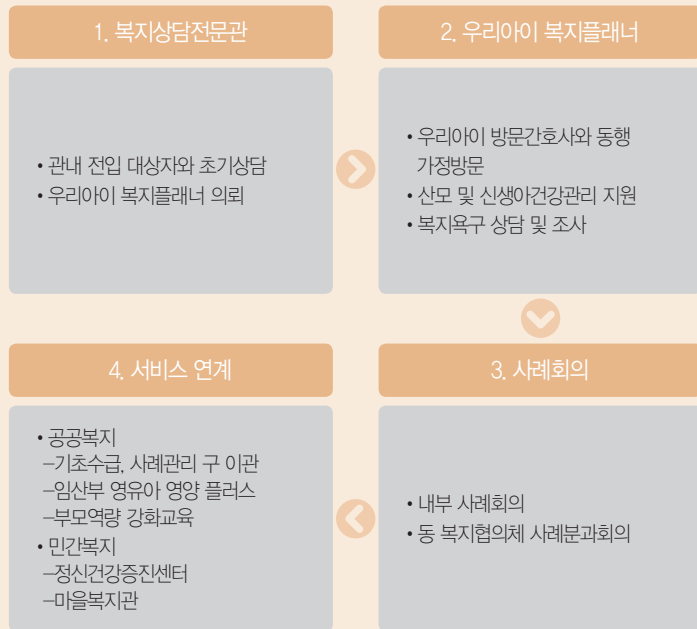 1. 복지상담전문관
• 관내 전입 대상자와 초기상담
• 우리아이 복지플래너 의뢰
2. 우리아이 복지플래너
• 우리아이 방문간호사와 동행
가정방문
• 산모 및 신생아건강관리 지원
• 복지욕구 상담 및 조사
3. 사례회의
• 내부 사례회의
• 동 복지협의체 사례분과회의
4. 서비스 연계
• 공공복지
–기초수급, 사례관리 구 이관
–임산부 영유아 영양 플러스
–부모역량 강화교육
• 민간복지
–정신건강증진센터
–마을복지관